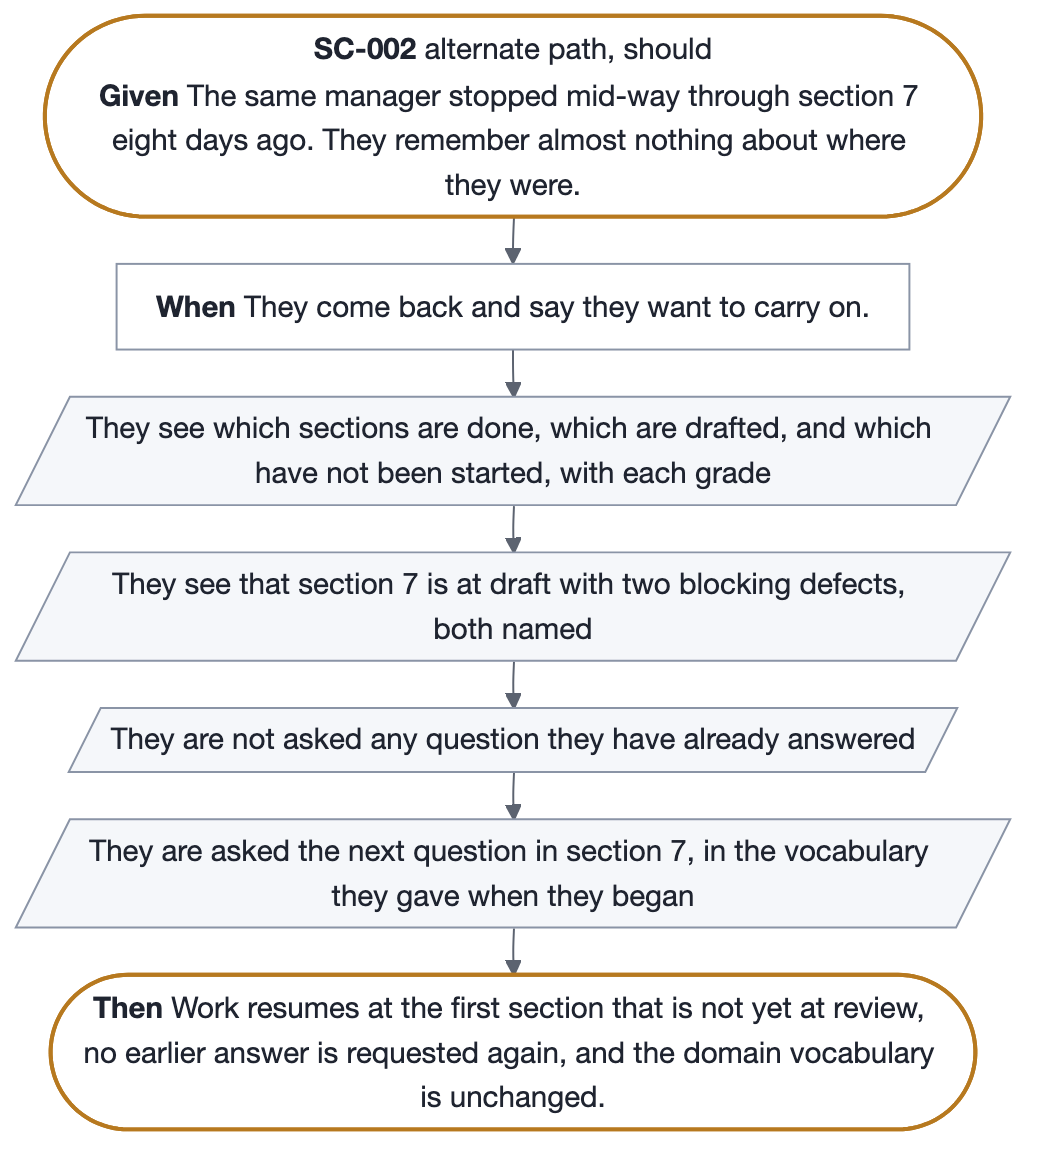 SC-002 alternate path, should
Given The same manager stopped mid-way through section 7
eight days ago. They remember almost nothing about where
they were.
When They come back and say they want to carry on.
They see which sections are done, which are drafted, and which
have not been started, with each grade
They see that section 7 is at draft with two blocking defects,
both named
They are not asked any question they have already answered
They are asked the next question in section 7, in the vocabulary
they gave when they began
Then Work resumes at the first section that is not yet at review,
no earlier answer is requested again, and the domain vocabulary
is unchanged.